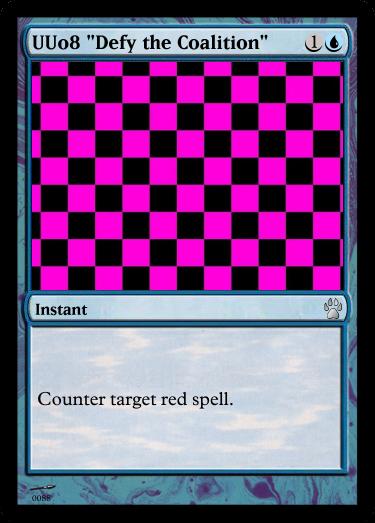 UUo8 "Defy the Coalition" 1
Instant
Counter target red spell.
0088